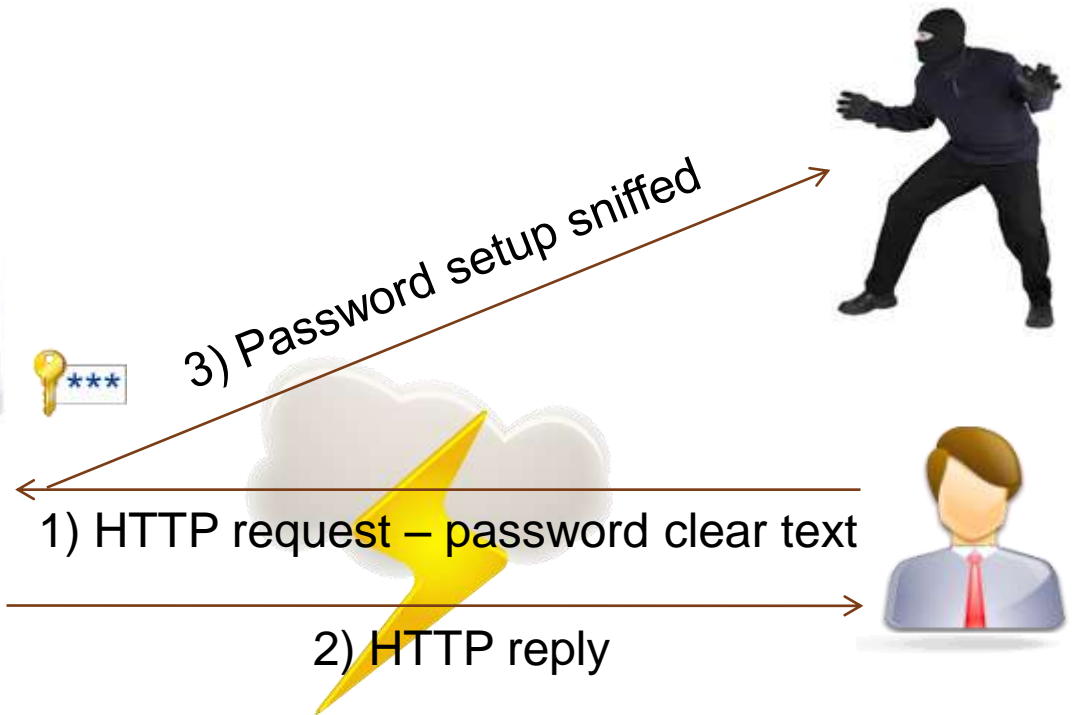 3) Password setup sniffed
***
1) HTTP request – password clear text
2) HTTP reply